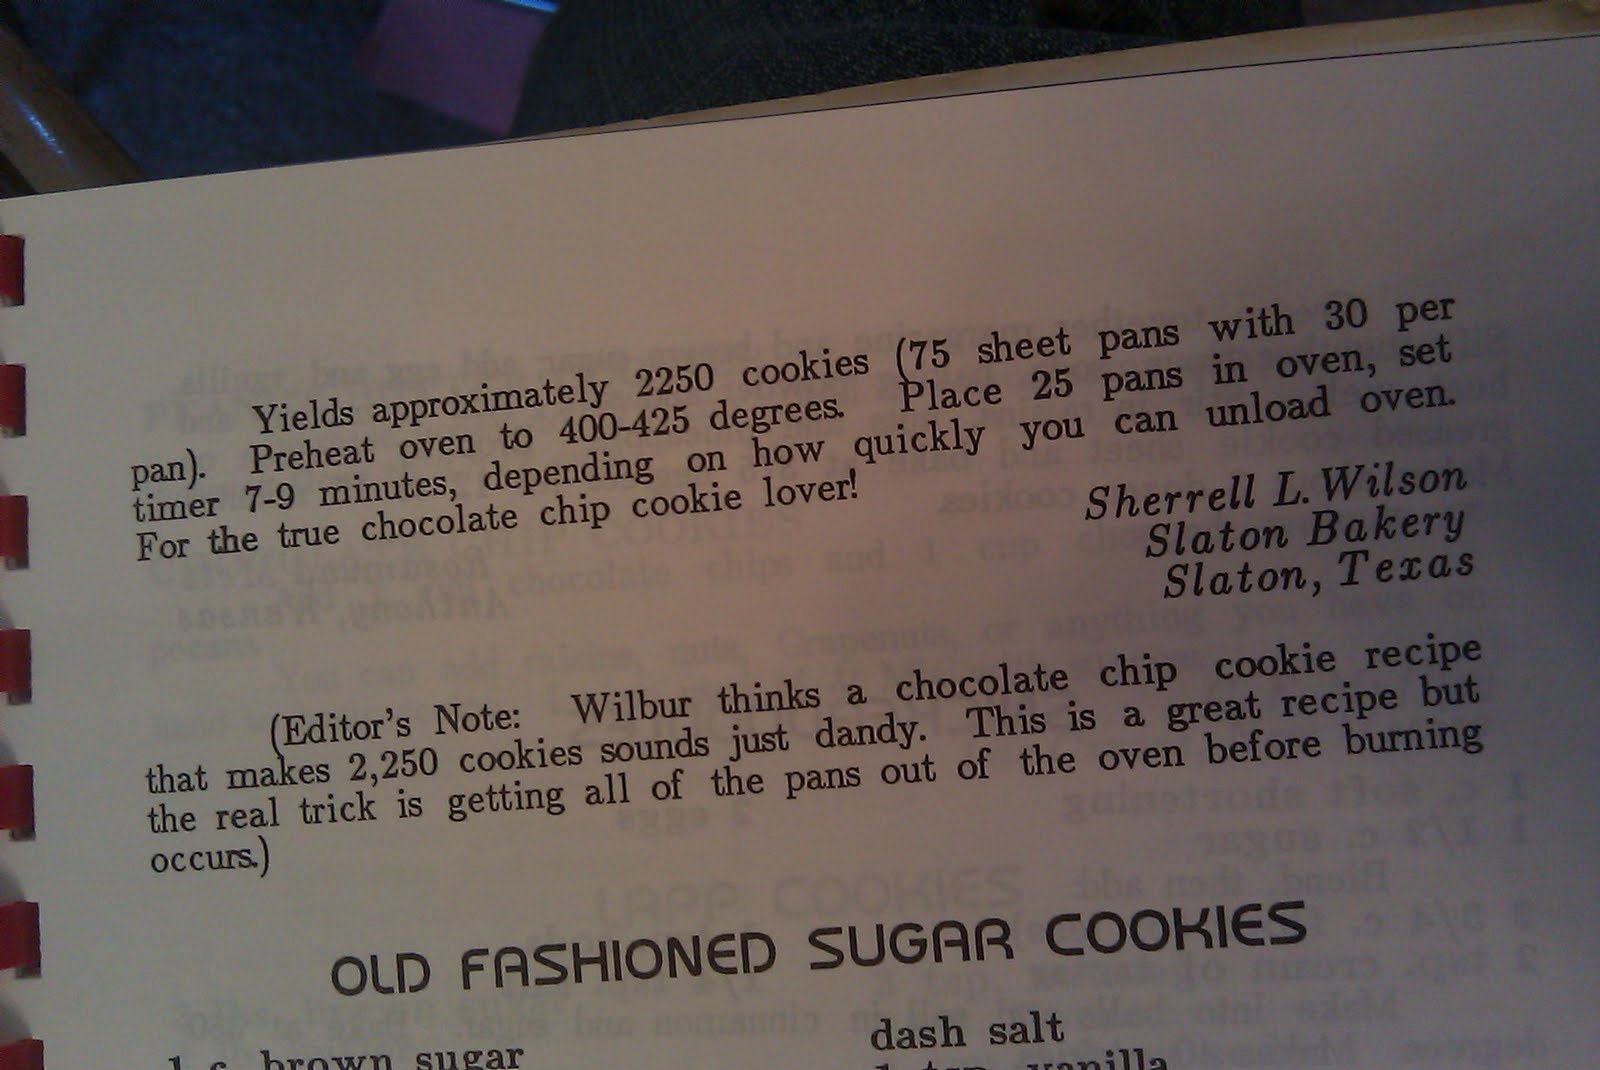 Yields approximately 2250 cookies (75 sheet pans with 30 per
pan). Preheat oven to 400-425 degrees. Place 25 pans in oven, set
timer 7-9 minutes, depending on how quickly you can unload oven.
For the true chocolate chip cookie lover!
Sherrell L. Wilson
Slaton Bakery
Slaton, Texas
(Editor's Note: Wilbur thinks a chocolate chip cookie recipe
that makes 2,250 cookies sounds just dandy. This is a great recipe but
the real trick is getting all of the pans out of the oven before burning
occurs.)
OLD FASHIONED SUGAR COOKIES
dash salt
1 c. brown sugar
1 tsp. vanilla